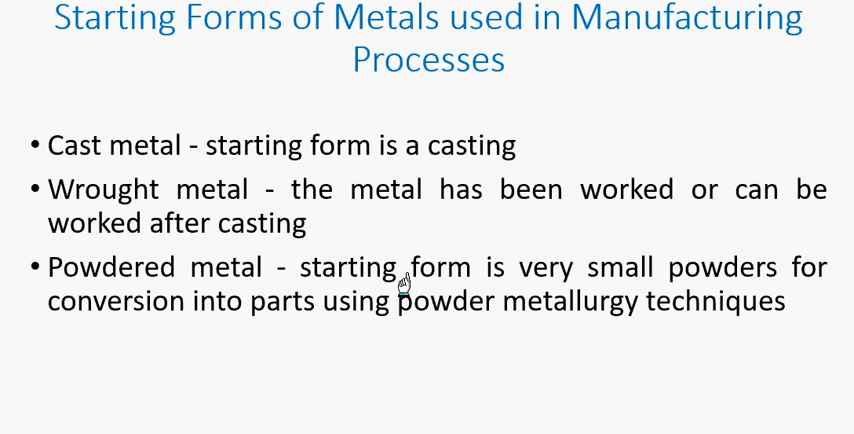 Starting Forms of Metals used in Manufacturing
Processes
• Cast metal - starting form is a casting
• Wrought metal - the metal has been worked or can be
worked after casting
• Powdered metal - starting form is very small powders for
conversion into parts using powder metallurgy techniques